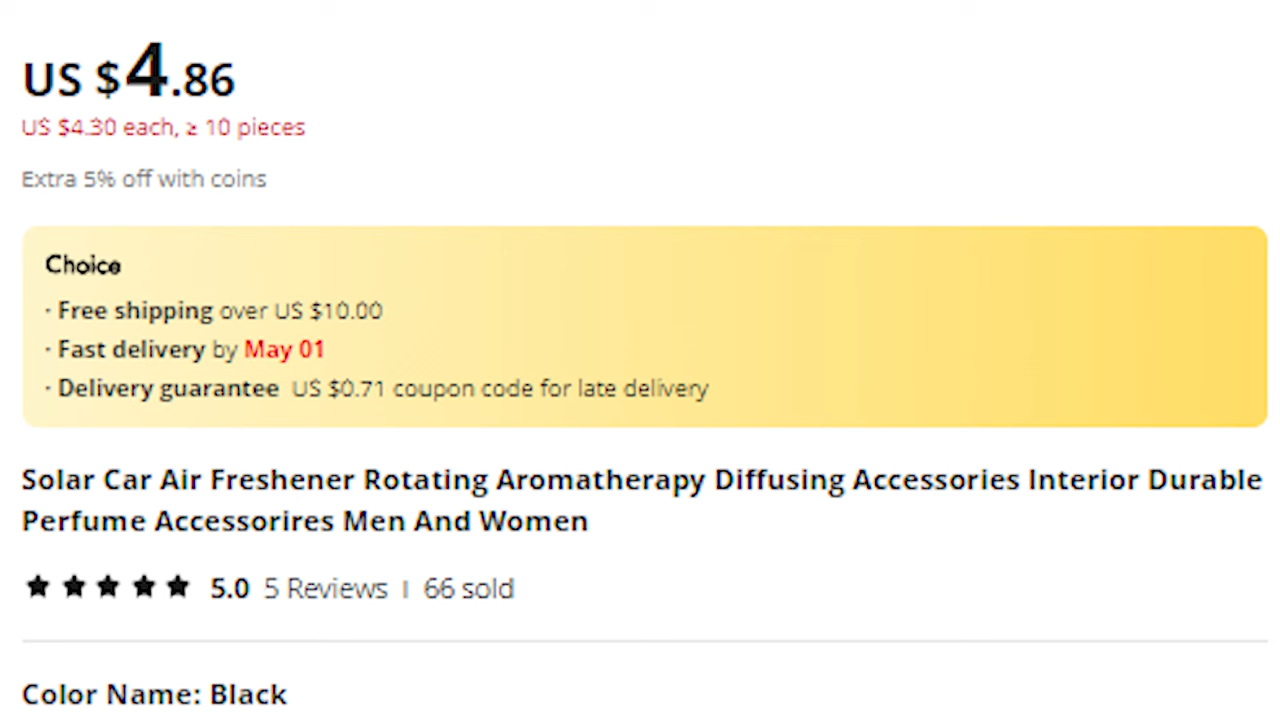 US $4.86
US $4.30 each, ≥ 10 pieces
Extra 5% off with coins
Choice
· Free shipping over US $10.00
· Fast delivery by May 01
· Delivery guarantee US $0.71 coupon code for late delivery
Solar Car Air Freshener Rotating Aromatherapy Diffusing Accessories Interior Durable
Perfume Accessorires Men And Women
★ ★ ★ ★ ★ 5.0 5 Reviews | 66 sold
Color Name: Black